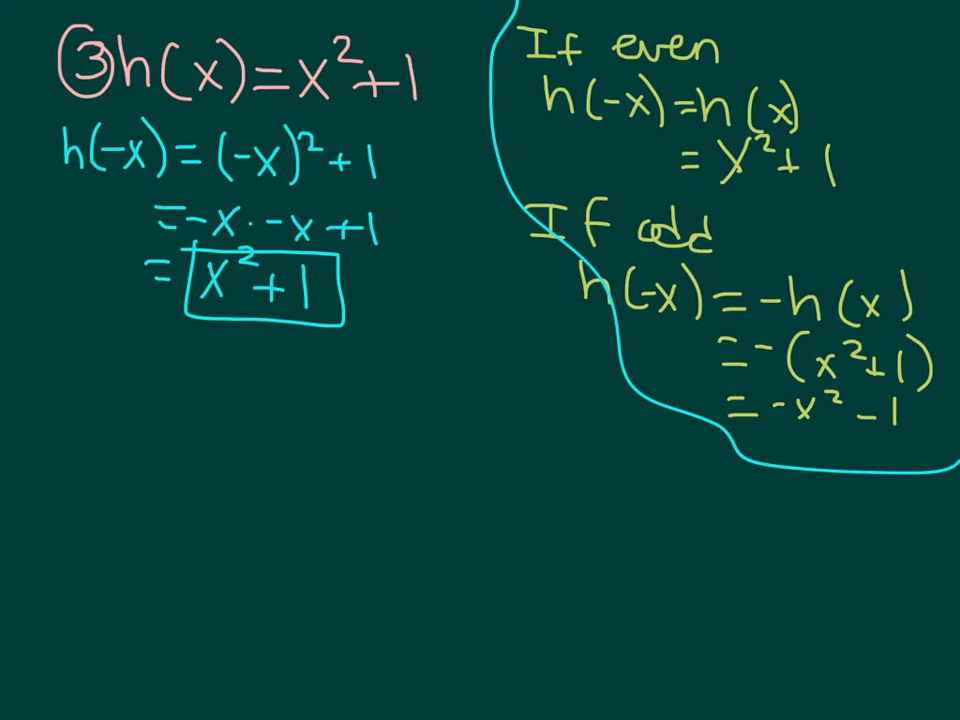 ③ h(x) = x² + 1
h(-x) = (-x)² + 1
= -x · -x + 1
= x² + 1
If even
h(-x) = h(x)
= x² + 1
If odd
h(-x) = -h(x)
= -(x² + 1)
= -x² - 1